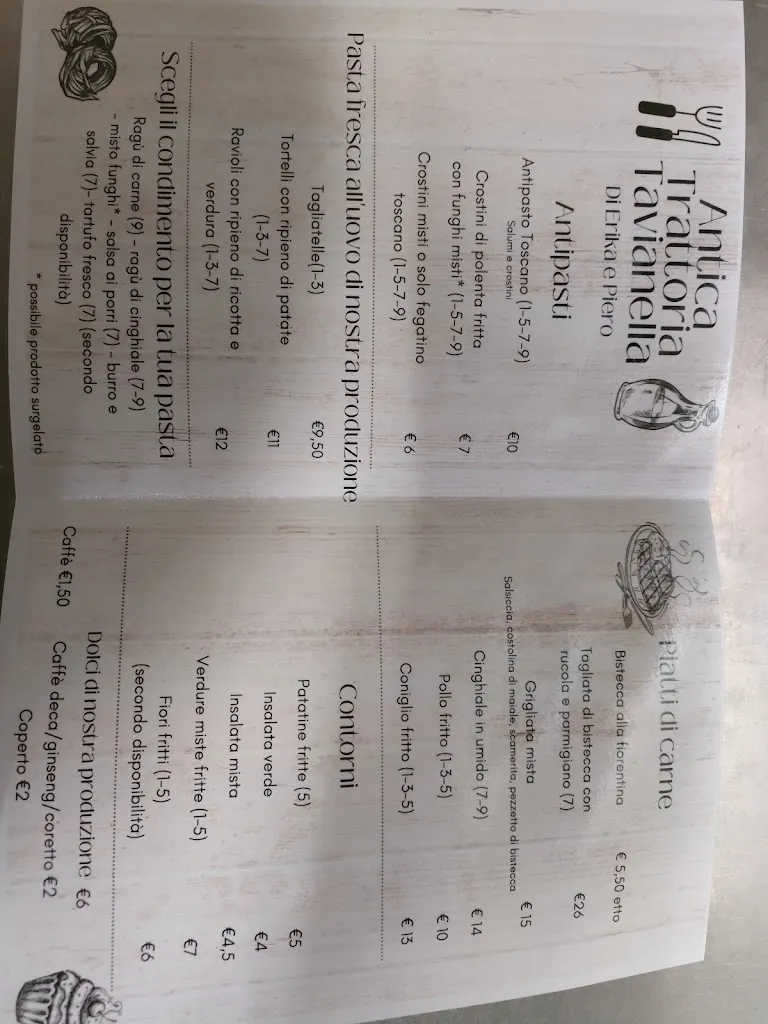 Antica
Trattoria
Tavianella
Di Erika e Piero
Antipasti
Antipasto Toscano (1-5-7-9) €10
Salumi e crostini
Crostini di polenta fritta
con funghi misti* (1-5-7-9) €7
Crostini misti o solo fegatino
toscano (1-5-7-9) €6
Pasta fresca all'uovo di nostra produzione
Tagliatelle(1-3) €9,50
Tortelli con ripieno di patate
(1-3-7) €11
Ravioli con ripieno di ricotta e
verdura (1-3-7) €12
Scegli il condimento per la tua pasta
Ragù di carne (9) - ragù di cinghiale (7-9)
- misto funghi* - salsa ai porri (7) - burro e
salvia (7)- tartufo fresco (7) (secondo
disponibilità)
* possibile prodotto surgelato
Piatti di carne
Bistecca alla fiorentina € 5,50 etto
Tagliata di bistecca con
rucola e parmigiano (7) €26
Grigliata mista € 15
Salsiccia, costolina di maiale, scamerita, pezzetto di bistecca
Cinghiale in umido (7-9) € 14
Pollo fritto (1-3-5) € 10
Coniglio fritto (1-3-5) € 13
Contorni
Patatine fritte (5) €5
Insalata verde €4
Insalata mista €4,5
Verdure miste fritte (1-5) €7
Fiori fritti (1-5)
(secondo disponibilità) €6
Dolci di nostra produzione €6
Caffè €1,50 Caffè deca/ginseng/coretto €2
Coperto €2